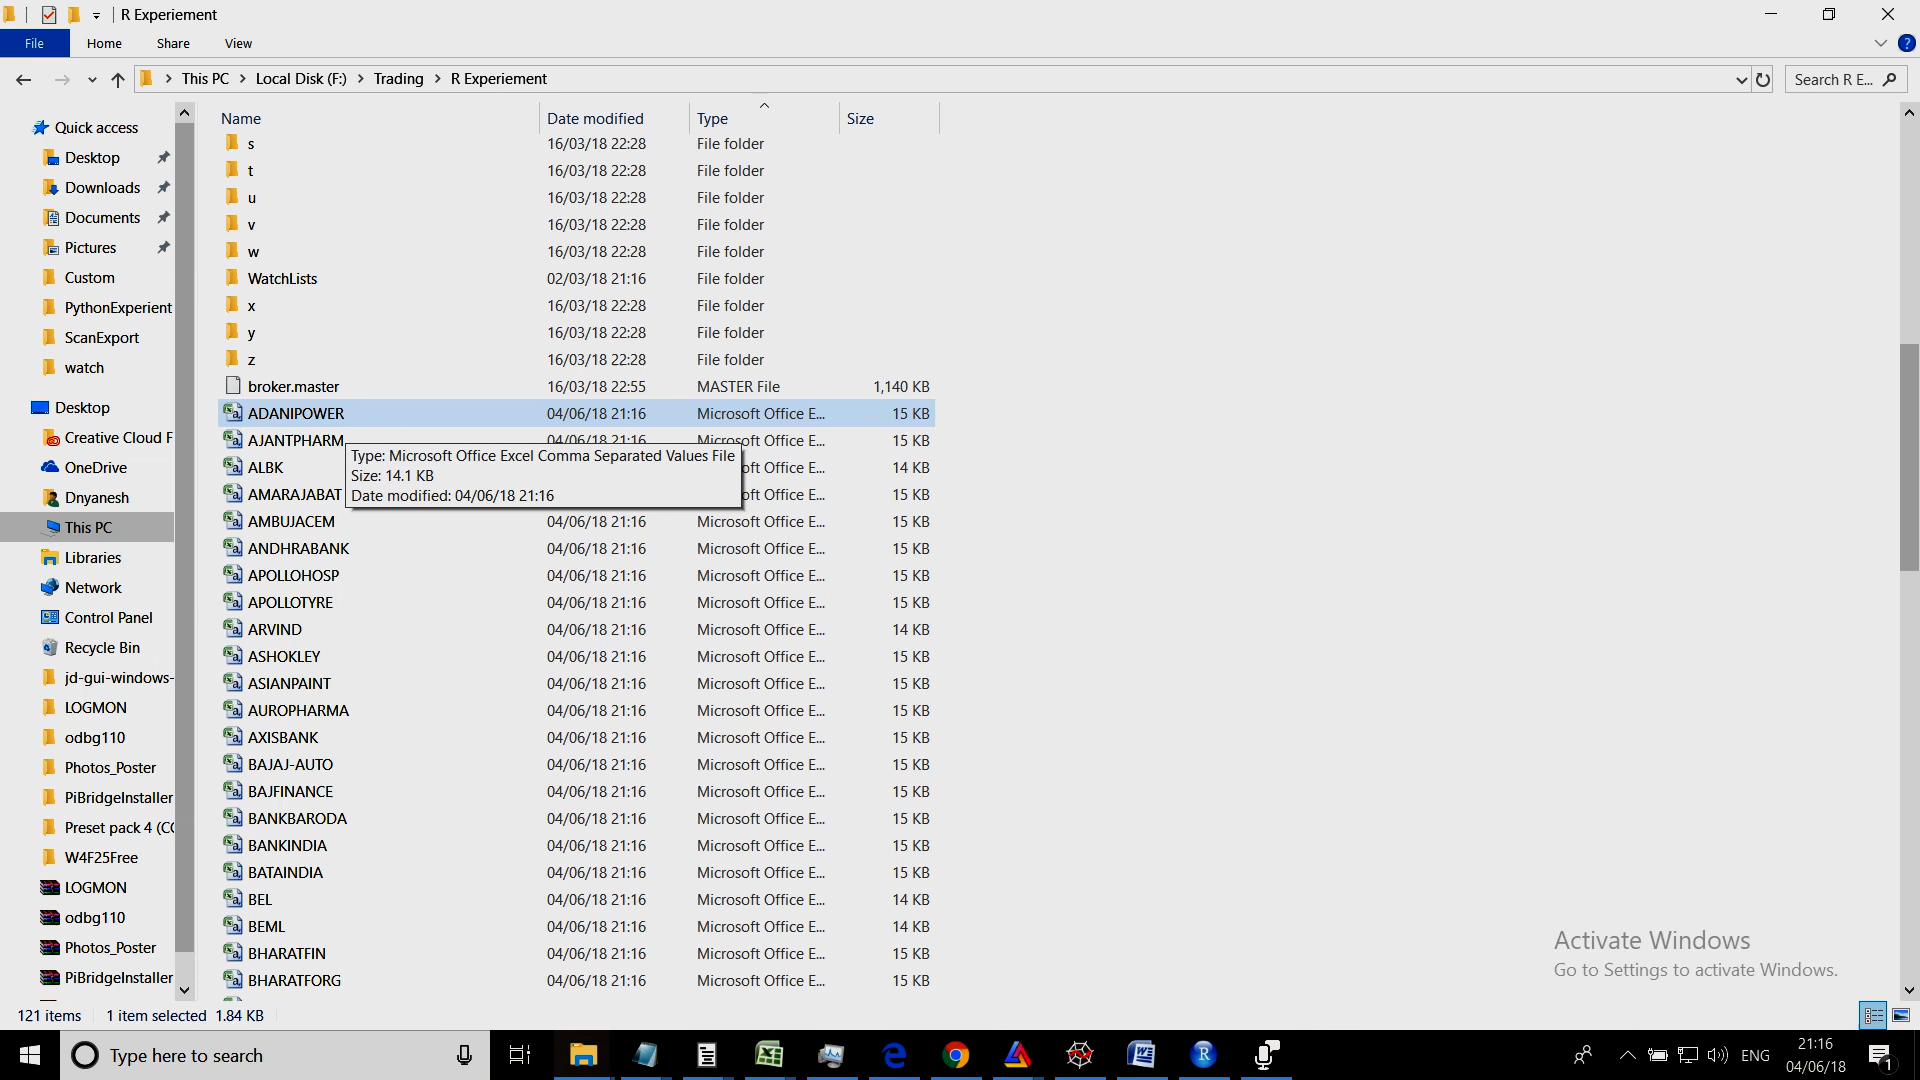 R Experiement
File Home Share View
This PC Local Disk (F:) Trading R Experiement Search R E...
Name Date modified Type Size
Quick access
Desktop
Downloads
Documents
Pictures
Custom
PythonExperient
ScanExport
watch
Desktop
Creative Cloud F
OneDrive
Dnyanesh
This PC
Libraries
Network
Control Panel
Recycle Bin
jd-gui-windows-
LOGMON
odbg110
Photos_Poster
PiBridgeInstaller
Preset pack 4 (CC
W4F25Free
LOGMON
odbg110
Photos_Poster
PiBridgeInstaller
s 16/03/18 22:28 File folder
t 16/03/18 22:28 File folder
u 16/03/18 22:28 File folder
v 16/03/18 22:28 File folder
w 16/03/18 22:28 File folder
WatchLists 02/03/18 21:16 File folder
x 16/03/18 22:28 File folder
y 16/03/18 22:28 File folder
z 16/03/18 22:28 File folder
broker.master 16/03/18 22:55 MASTER File 1,140 KB
ADANIPOWER 04/06/18 21:16 Microsoft Office E... 15 KB
AJANTPHARM 04/06/18 21:16 Microsoft Office E... 15 KB
Type: Microsoft Office Excel Comma Separated Values File
Size: 14.1 KB
Date modified: 04/06/18 21:16
ALBK oft Office E... 14 KB
AMARAJABAT oft Office E... 15 KB
AMBUJACEM 04/06/18 21:16 Microsoft Office E... 15 KB
ANDHRABANK 04/06/18 21:16 Microsoft Office E... 15 KB
APOLLOHOSP 04/06/18 21:16 Microsoft Office E... 15 KB
APOLLOTYRE 04/06/18 21:16 Microsoft Office E... 15 KB
ARVIND 04/06/18 21:16 Microsoft Office E... 14 KB
ASHOKLEY 04/06/18 21:16 Microsoft Office E... 15 KB
ASIANPAINT 04/06/18 21:16 Microsoft Office E... 15 KB
AUROPHARMA 04/06/18 21:16 Microsoft Office E... 15 KB
AXISBANK 04/06/18 21:16 Microsoft Office E... 15 KB
BAJAJ-AUTO 04/06/18 21:16 Microsoft Office E... 15 KB
BAJFINANCE 04/06/18 21:16 Microsoft Office E... 15 KB
BANKBARODA 04/06/18 21:16 Microsoft Office E... 15 KB
BANKINDIA 04/06/18 21:16 Microsoft Office E... 15 KB
BATAINDIA 04/06/18 21:16 Microsoft Office E... 15 KB
BEL 04/06/18 21:16 Microsoft Office E... 14 KB
BEML 04/06/18 21:16 Microsoft Office E... 14 KB
BHARATFIN 04/06/18 21:16 Microsoft Office E... 15 KB
BHARATFORG 04/06/18 21:16 Microsoft Office E... 15 KB
Activate Windows
Go to Settings to activate Windows.
121 items 1 item selected 1.84 KB
Type here to search
ENG 21:16
04/06/18
1